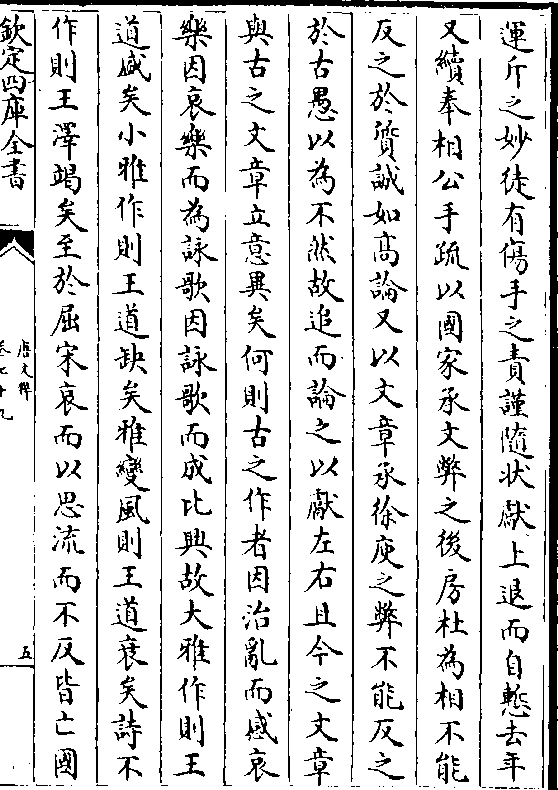 運斤之妙徒有傷手之責謹隨狀獻上退而自慙去年
又續奉相公手疏以國家承文弊之後房杜為相不能
反之於質誠如高論又以文章承徐庾之弊不能反之
於古愚以為不然故追而論之以獻左右且今之文章
與古之文章立意異矣何則古之作者因治亂而感哀
樂因哀樂而為詠歌因詠歌而成比興故大雅作則王
道盛矣小雅作則王道缺矣雅變風則王道衰矣詩不
作則王澤竭矣至於屈宋哀而以思流而不反皆亡國
欽定四庫全書
唐文粹
卷七十九
五